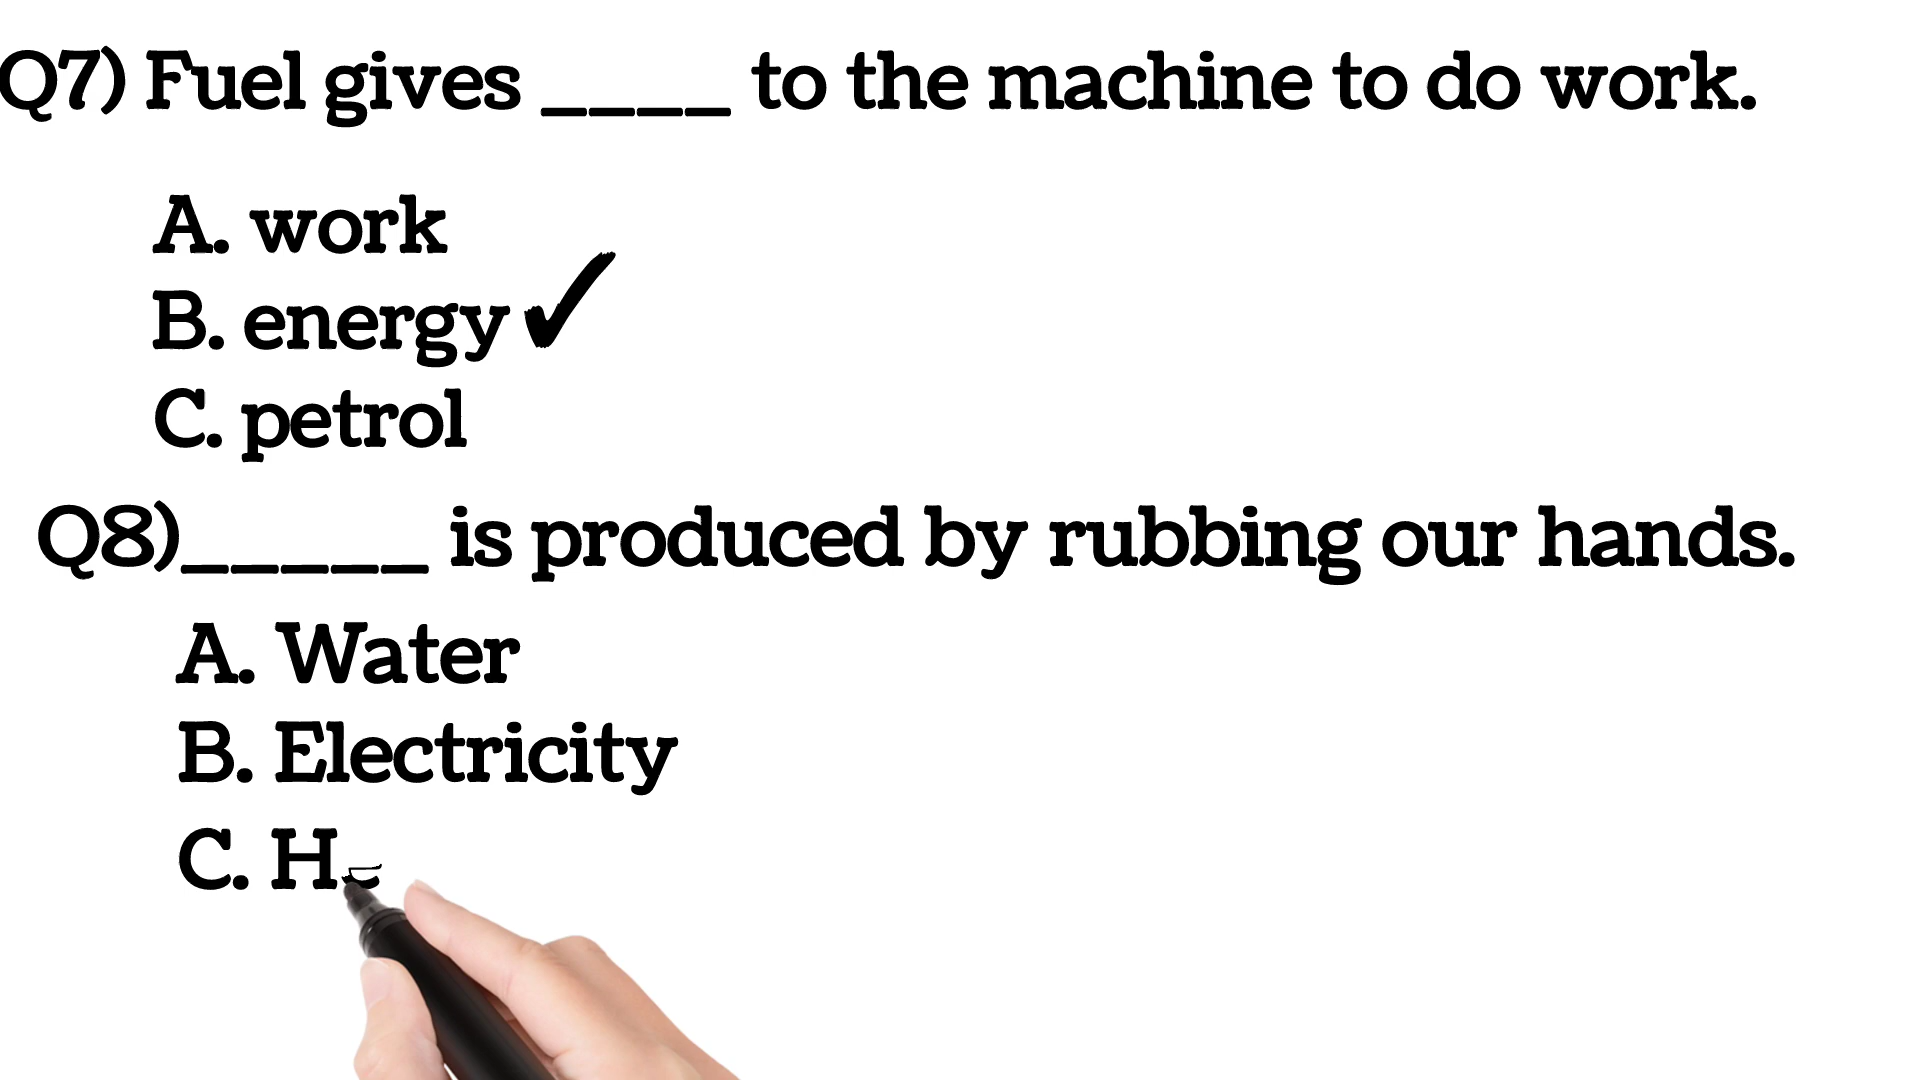 Q7) Fuel gives ____ to the machine to do work.
A. work
B. energy
C. petrol
Q8)_____ is produced by rubbing our hands.
A. Water
B. Electricity
C.